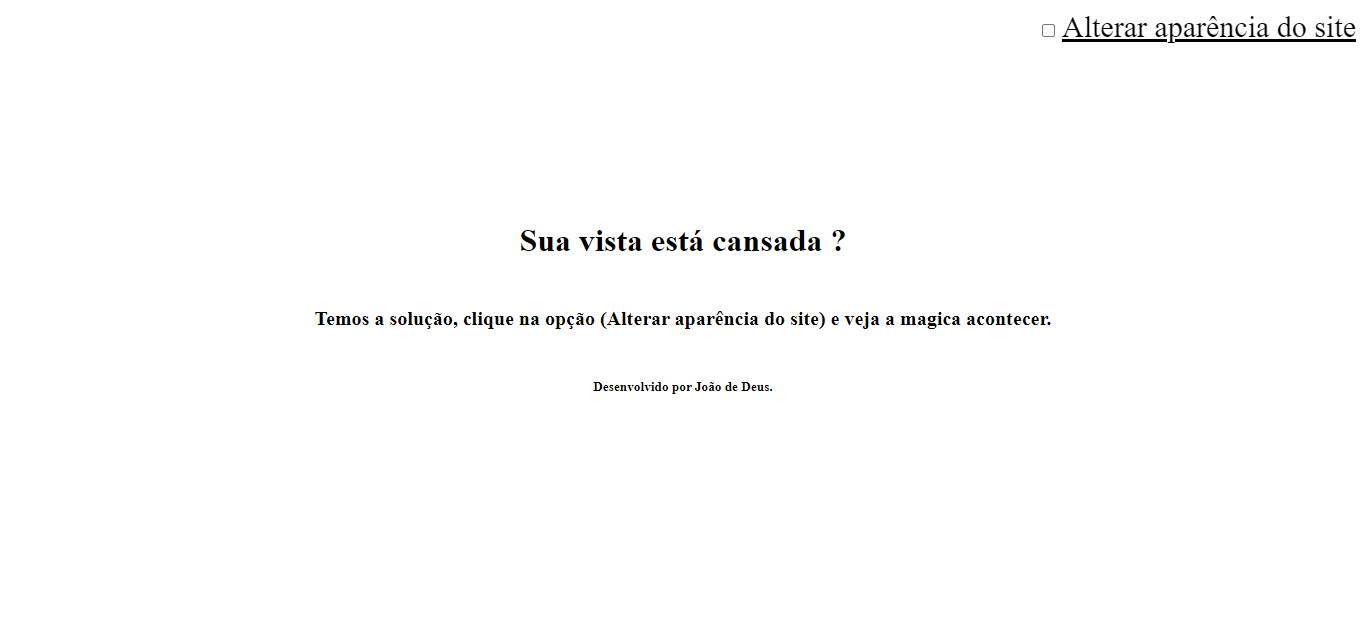 Alterar aparência do site
Sua vista está cansada ?
Temos a solução, clique na opção (Alterar aparência do site) e veja a magica acontecer.
Desenvolvido por João de Deus.